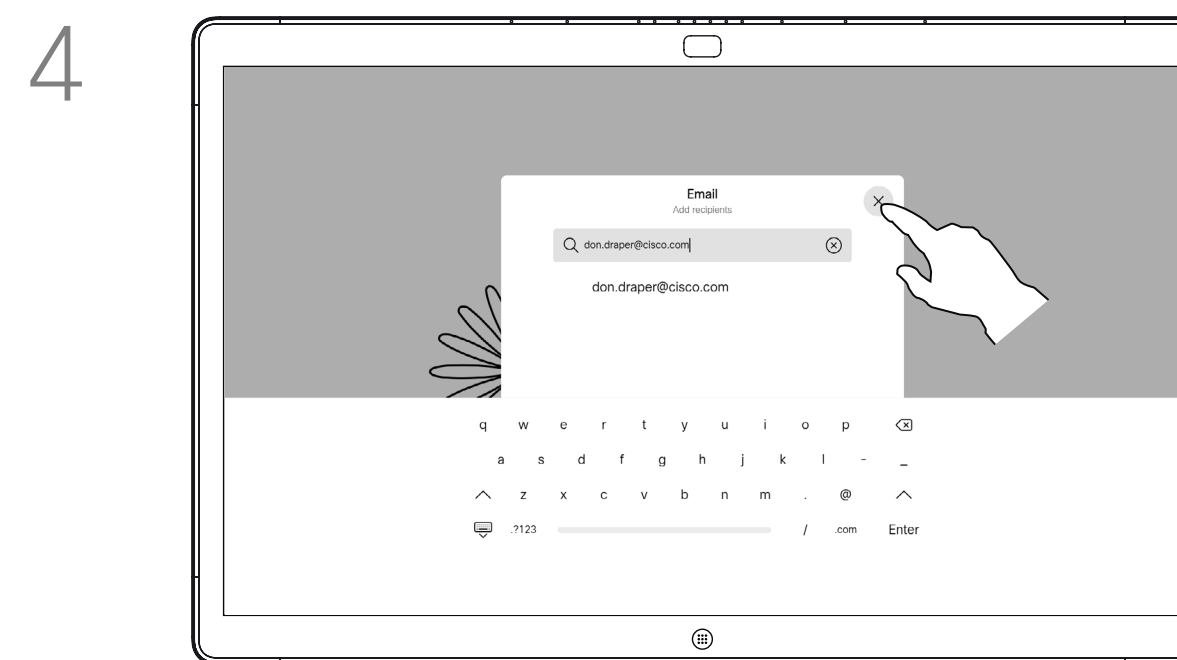 4
Email
Add recipients
don.draper@cisco.com
don.draper@cisco.com
q w e r t y u i o p
a s d f g h j k l - _
z x c v b n m . @
.?123 / .com Enter